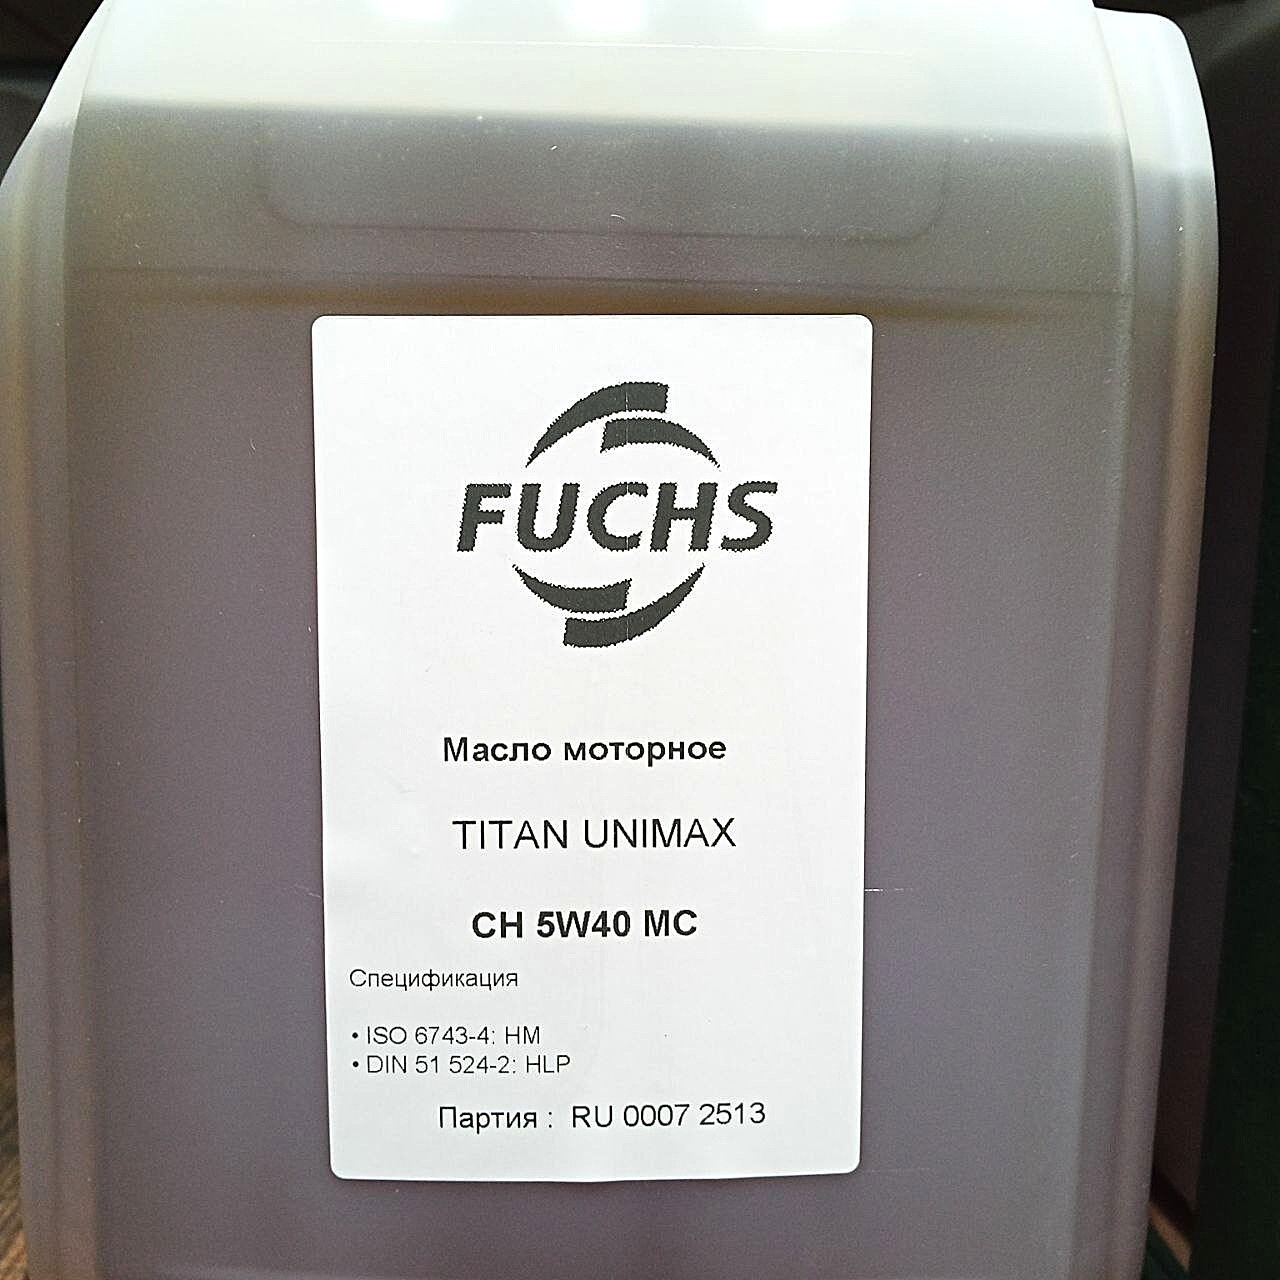 FUCHS
Масло моторное
TITAN UNIMAX
CH 5W40 MC
Спецификация
• ISO 6743-4: HM
• DIN 51 524-2: HLP
Партия : RU 0007 2513